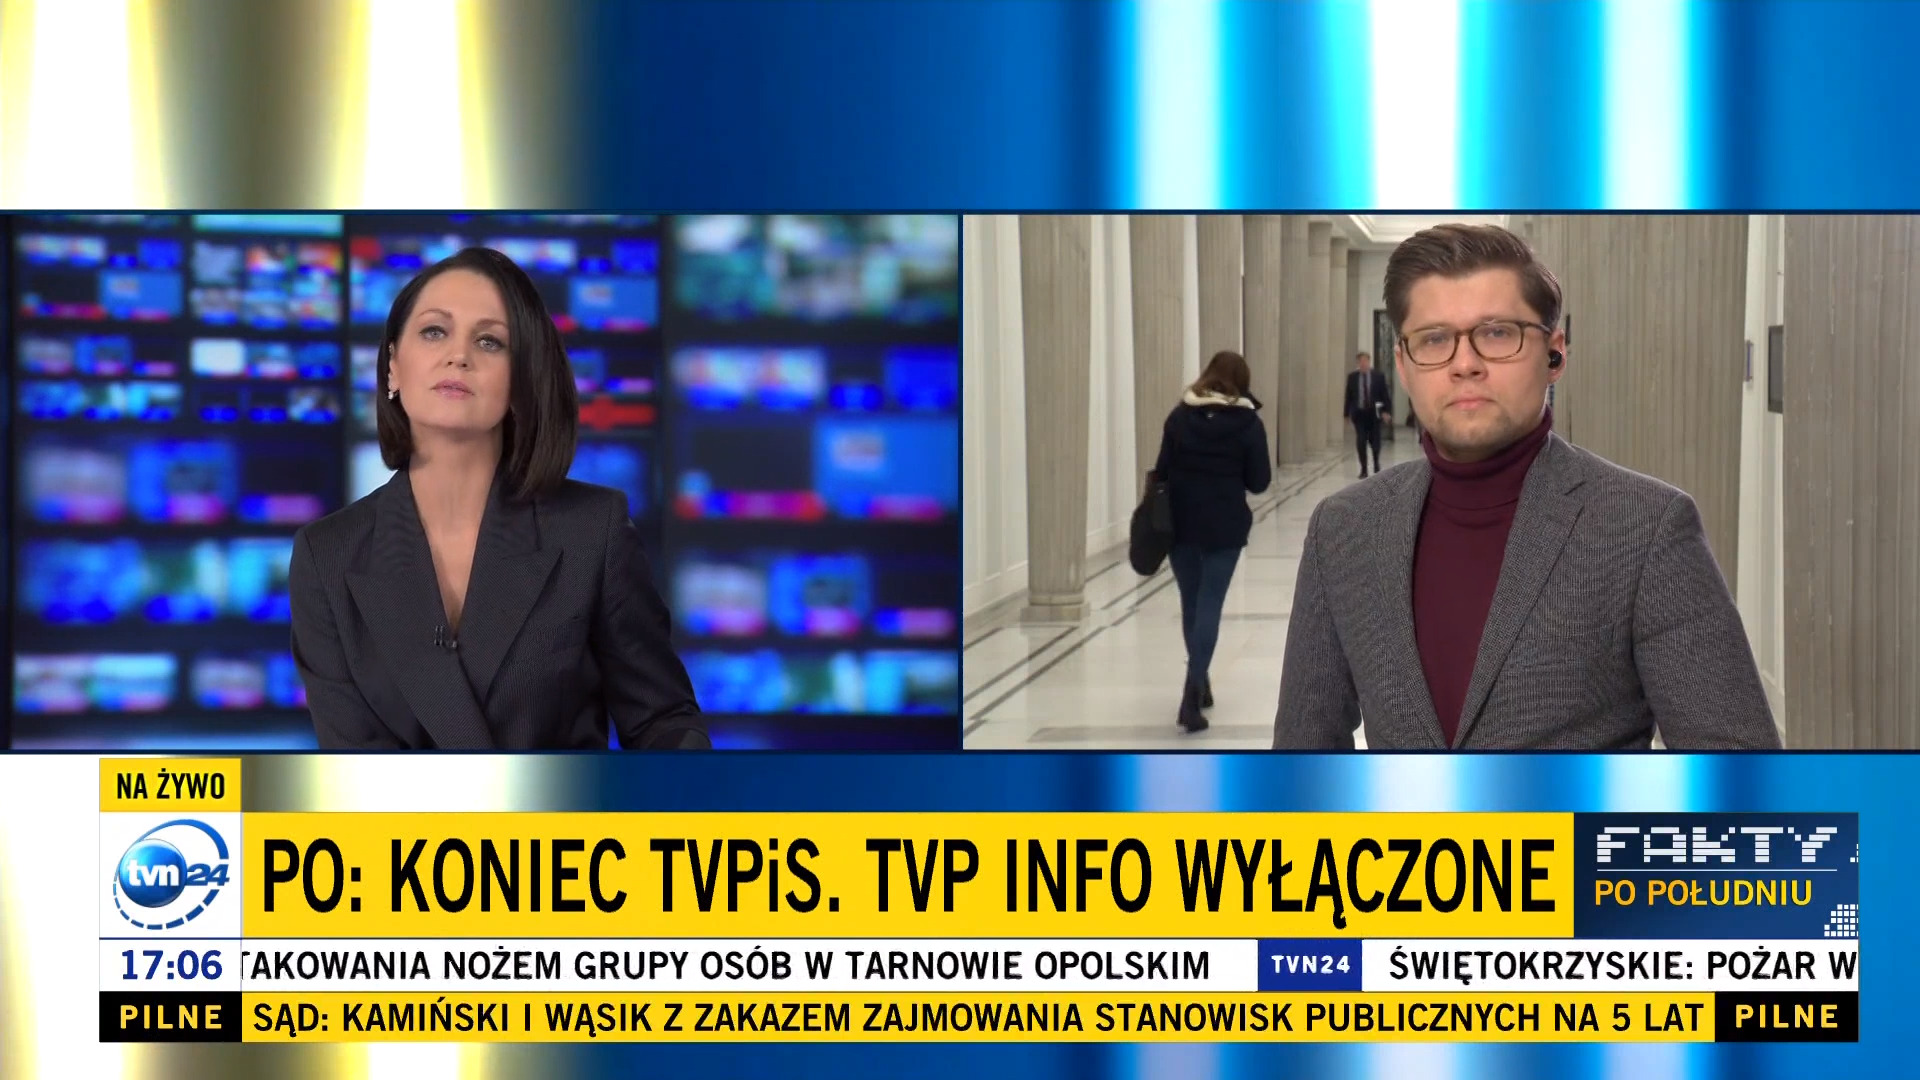 NA ŻYWO
tvn24
PO: KONIEC TVPiS. TVP INFO WYŁĄCZONE
FAKTY
PO POŁUDNIU
17:06
TAKOWANIA NOŻEM GRUPY OSÓB W TARNOWIE OPOLSKIM TVN24 ŚWIĘTOKRZYSKIE: POŻAR W
PILNE SĄD: KAMIŃSKI I WĄSIK Z ZAKAZEM ZAJMOWANIA STANOWISK PUBLICZNYCH NA 5 LAT PILNE